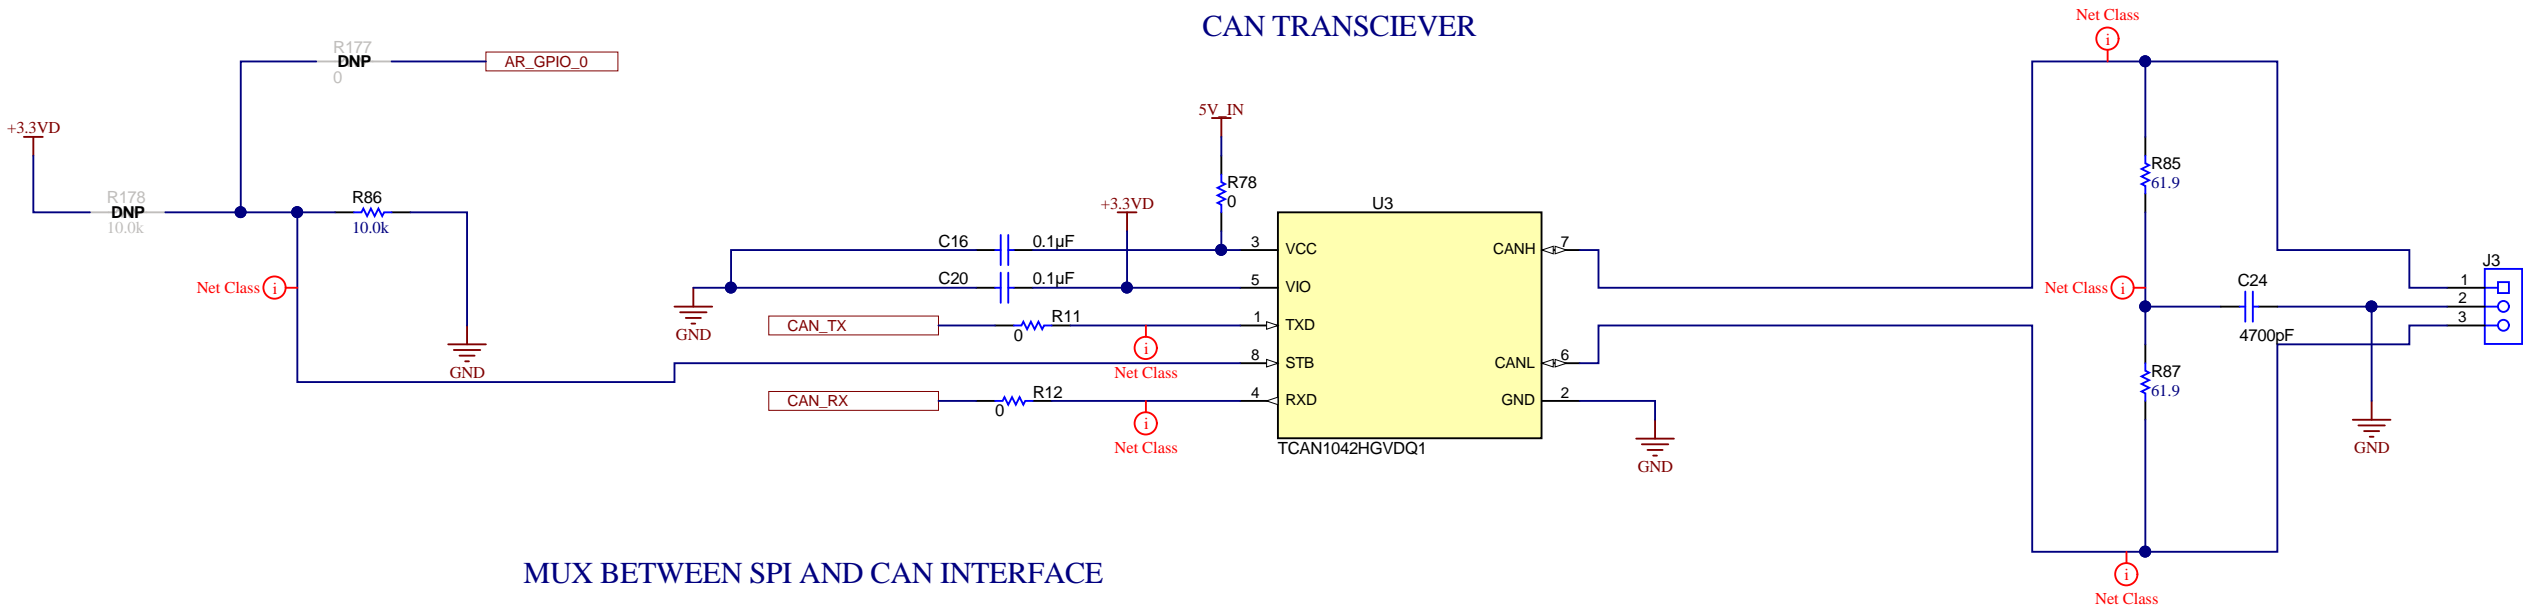 CAN TRANSCIEVER
Net Class
i
R177
DNP
0
AR_GPIO_0
+3.3VD
R178
DNP
10.0k
R86
10.0k
Net Class
i
GND
5V_IN
R78
0
+3.3VD
C16
0.1µF
C20
0.1µF
GND
CAN_TX
R11
0
i
Net Class
CAN_RX
R12
0
i
Net Class
U3
3
VCC
5
VIO
1
TXD
8
STB
4
RXD
CANH
7
CANL
6
GND
2
TCAN1042HGVDQ1
GND
R85
61.9
Net Class
i
C24
4700pF
R87
61.9
J3
1
2
3
GND
i
Net Class
MUX BETWEEN SPI AND CAN INTERFACE